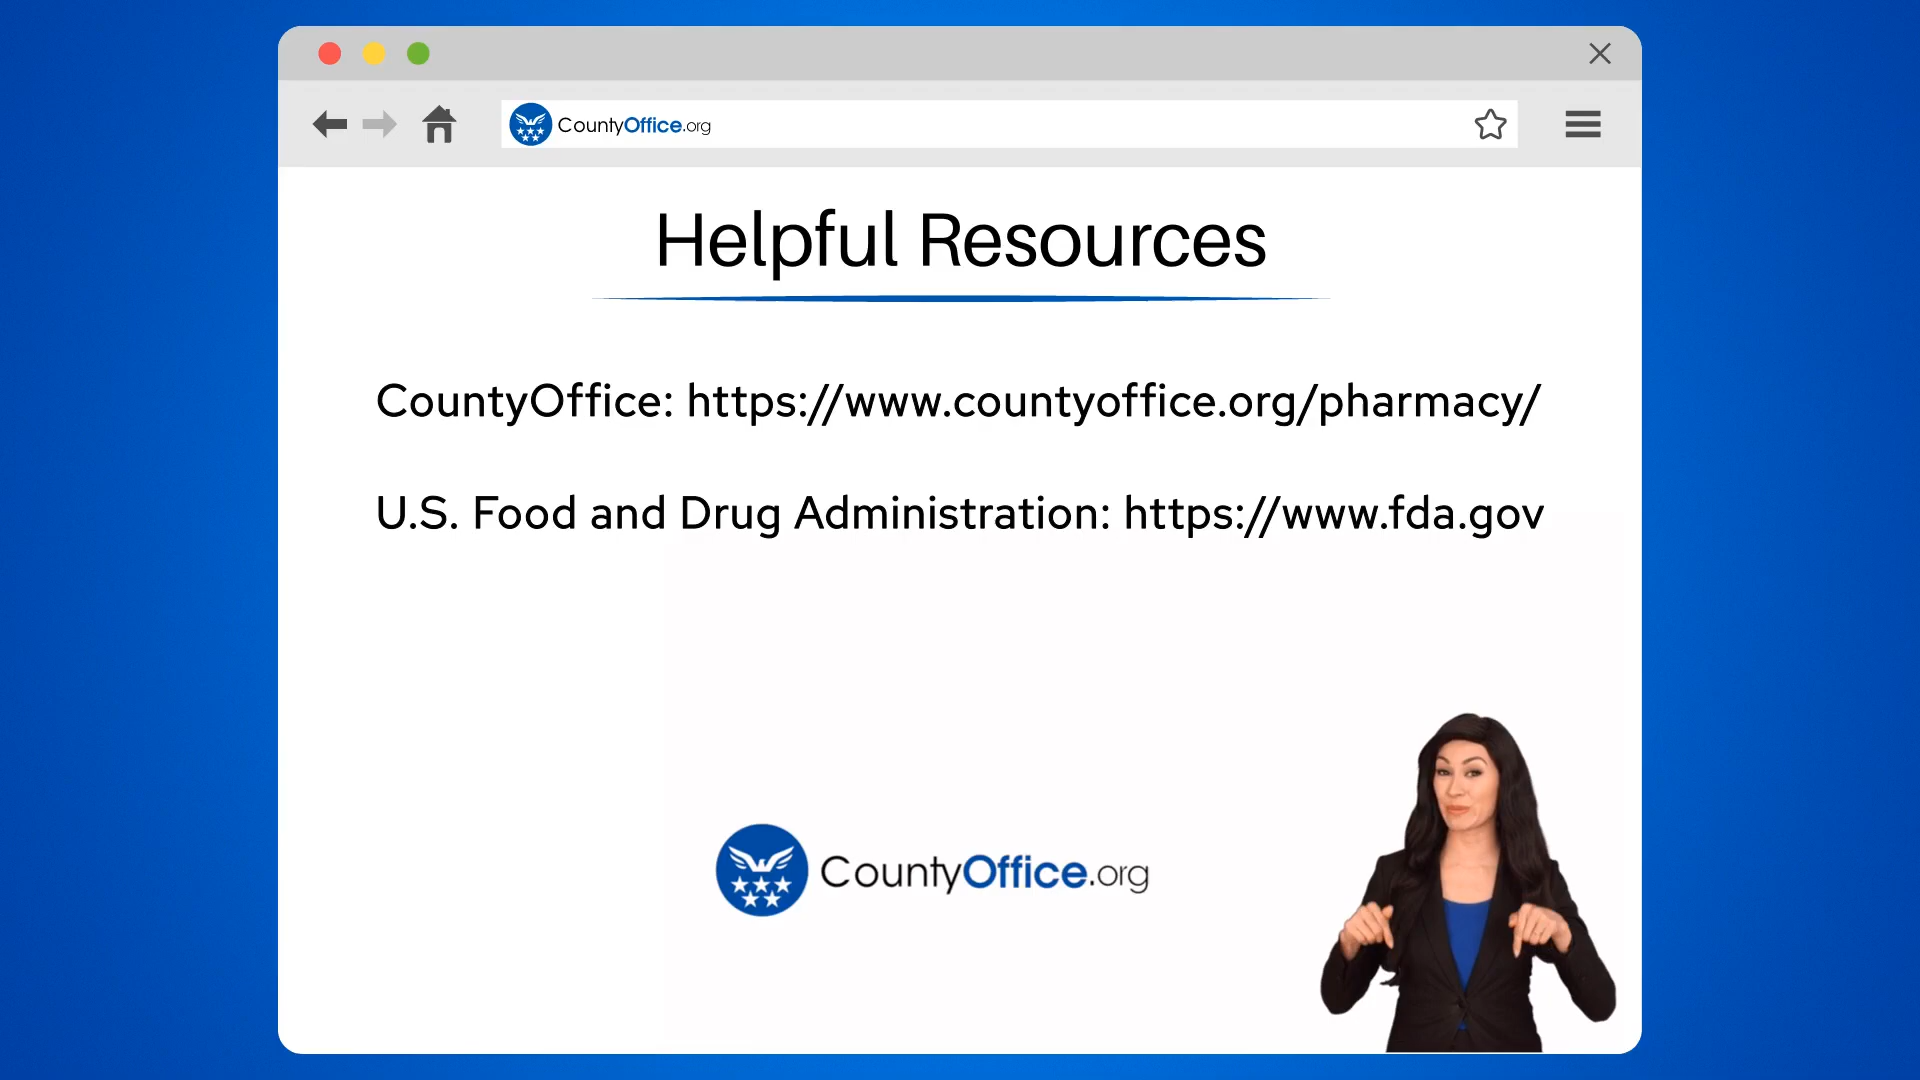 CountyOffice.org
Helpful Resources
CountyOffice: https://www.countyoffice.org/pharmacy/
U.S. Food and Drug Administration: https://www.fda.gov
CountyOffice.org